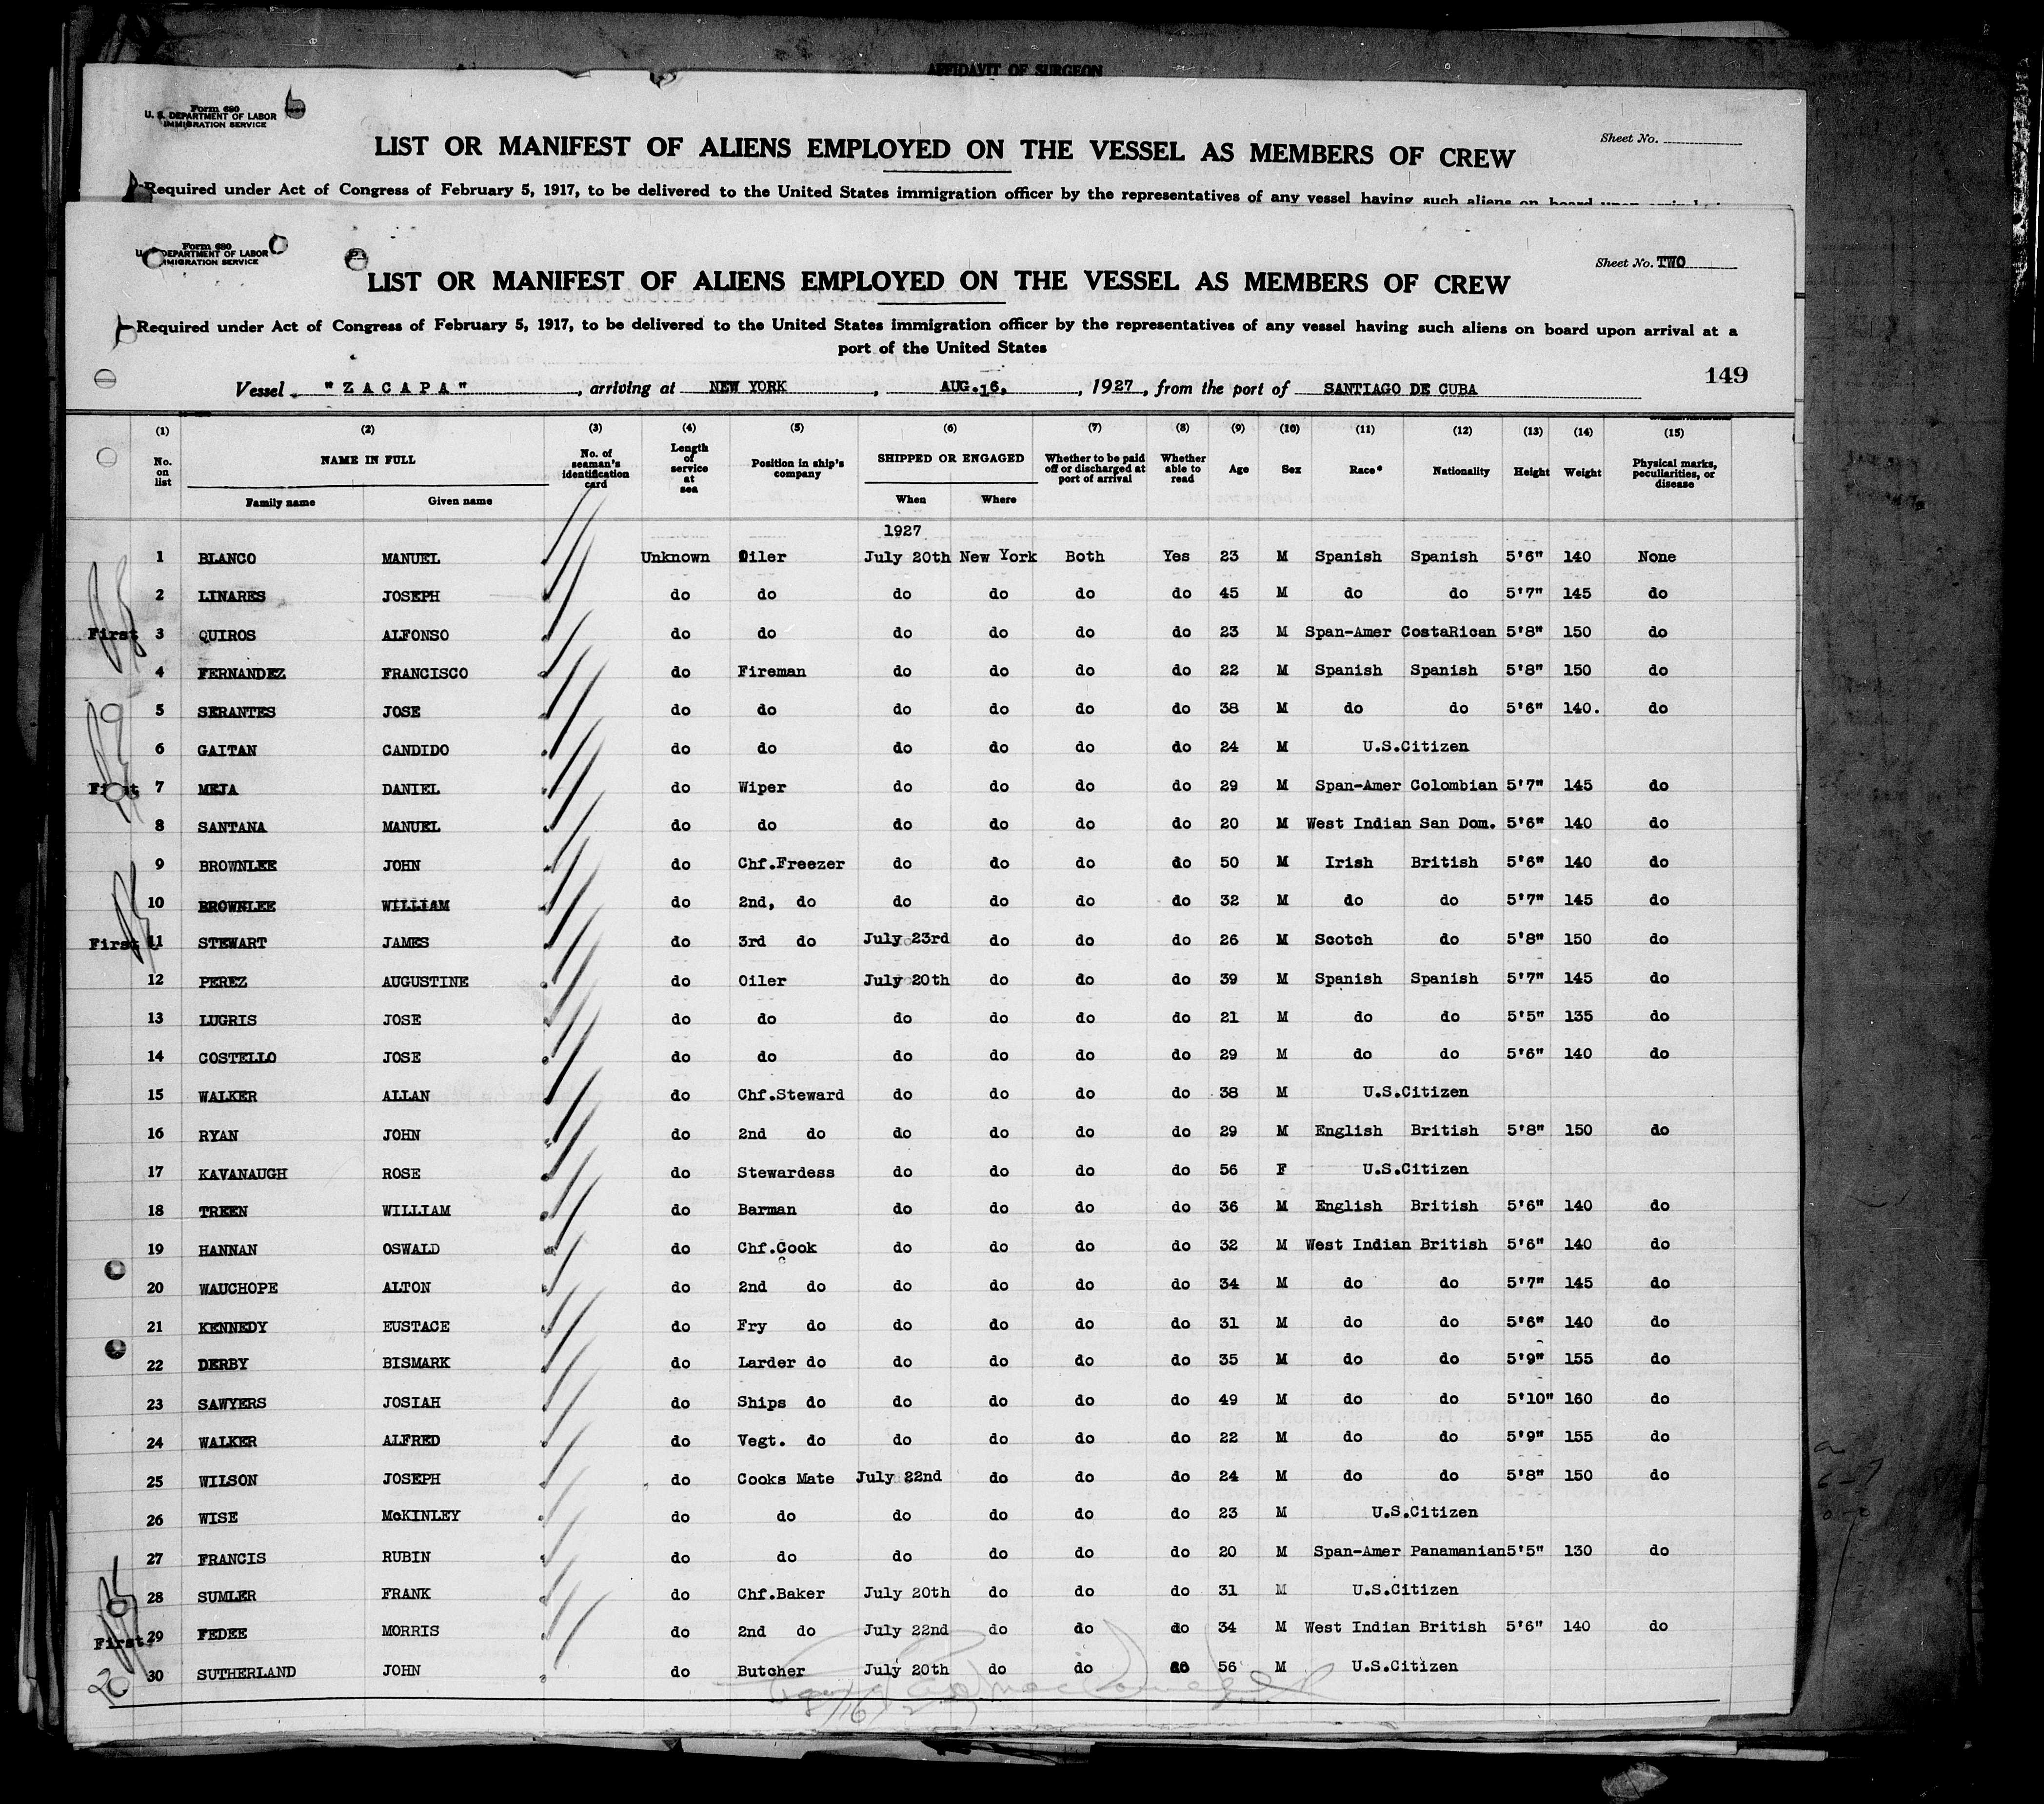 AFFIDAVIT OF SURGEON
Form 680
U. S. DEPARTMENT OF LABOR
IMMIGRATION SERVICE
Sheet No.
LIST OR MANIFEST OF ALIENS EMPLOYED ON THE VESSEL AS MEMBERS OF CREW
Required under Act of Congress of February 5, 1917, to be delivered to the United States immigration officer by the representatives of any vessel having such aliens on board upon arrival at
Form 680
U. DEPARTMENT OF LABOR
IMMIGRATION SERVICE
Sheet No. TWO
LIST OR MANIFEST OF ALIENS EMPLOYED ON THE VESSEL AS MEMBERS OF CREW
Required under Act of Congress of February 5, 1917, to be delivered to the United States immigration officer by the representatives of any vessel having such aliens on board upon arrival at a
port of the United States
149
Vessel "ZACAPA", arriving at NEW YORK, AUG.16, 1927, from the port of SANTIAGO DE CUBA
(1) (2) (3) (4) (5) (6) (7) (8) (9) (10) (11) (12) (13) (14) (15)
No. on list NAME IN FULL Family name Given name No. of seaman's identification card Length of service at sea Position in ship's company SHIPPED OR ENGAGED When Where Whether to be paid off or discharged at port of arrival Whether able to read Age Sex Race* Nationality Height Weight Physical marks, peculiarities, or disease
1927
1 BLANCO MANUEL Unknown Oiler July 20th New York Both Yes 23 M Spanish Spanish 5'6" 140 None
2 LINARES JOSEPH do do do do do do 45 M do do 5'7" 145 do
First 3 QUIROS ALFONSO do do do do do do 23 M Span-Amer CostaRican 5'8" 150 do
4 FERNANDEZ FRANCISCO do Fireman do do do do 22 M Spanish Spanish 5'8" 150 do
5 SERANTES JOSE do do do do do do 38 M do do 5'6" 140. do
6 GAITAN CANDIDO do do do do do do 24 M U.S.Citizen
First 7 MEJA DANIEL do Wiper do do do do 29 M Span-Amer Colombian 5'7" 145 do
8 SANTANA MANUEL do do do do do do 20 M West Indian San Dom. 5'6" 140 do
9 BROWNLEE JOHN do Chf.Freezer do do do do 50 M Irish British 5'6" 140 do
10 BROWNLEE WILLIAM do 2nd, do do do do do 32 M do do 5'7" 145 do
First 11 STEWART JAMES do 3rd do July 23rd do do do 26 M Scotch do 5'8" 150 do
12 PEREZ AUGUSTINE do Oiler July 20th do do do 39 M Spanish Spanish 5'7" 145 do
13 LUGRIS JOSE do do do do do do 21 M do do 5'5" 135 do
14 COSTELLO JOSE do do do do do do 29 M do do 5'6" 140 do
15 WALKER ALLAN do Chf.Steward do do do do 38 M U.S.Citizen
16 RYAN JOHN do 2nd do do do do do 29 M English British 5'8" 150 do
17 KAVANAUGH ROSE do Stewardess do do do do 56 F U.S.Citizen
18 TREEN WILLIAM do Barman do do do do 36 M English British 5'6" 140 do
19 HANNAN OSWALD do Chf.Cook do do do do 32 M West Indian British 5'6" 140 do
20 WAUCHOPE ALTON do 2nd do do do do do 34 M do do 5'7" 145 do
21 KENNEDY EUSTACE do Fry do do do do do 31 M do do 5'6" 140 do
22 DERBY BISMARK do Larder do do do do do 35 M do do 5'9" 155 do
23 SAWYERS JOSIAH do Ships do do do do do 49 M do do 5'10" 160 do
24 WALKER ALFRED do Vegt. do do do do do 22 M do do 5'9" 155 do
25 WILSON JOSEPH do Cooks Mate July 22nd do do do 24 M do do 5'8" 150 do
26 WISE McKINLEY do do do do do do 23 M U.S.Citizen
27 FRANCIS RUBIN do do do do do do 20 M Span-Amer Panamanian 5'5" 130 do
28 SUMLER FRANK do Chf.Baker July 20th do do do 31 M U.S.Citizen
First 29 FEDEE MORRIS do 2nd do July 22nd do do do 34 M West Indian British 5'6" 140 do
30 SUTHERLAND JOHN do Butcher July 20th do do do 56 M U.S.Citizen
8/16/27